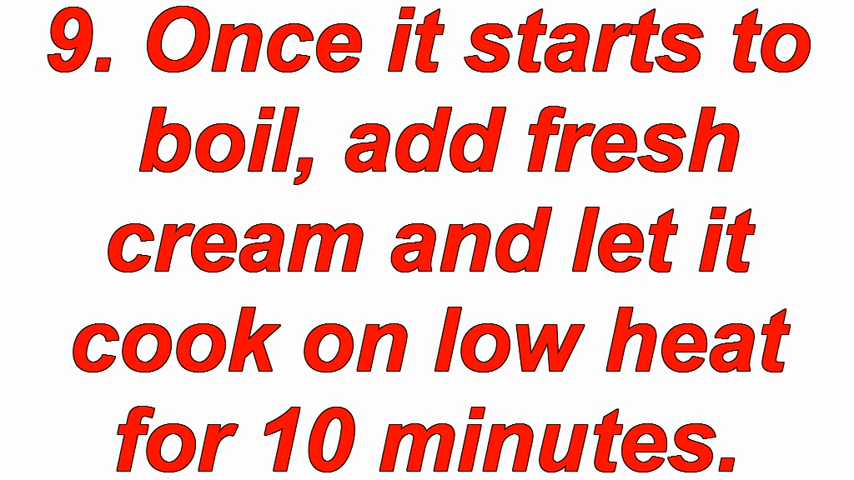 9. Once it starts to
boil, add fresh
cream and let it
cook on low heat
for 10 minutes.